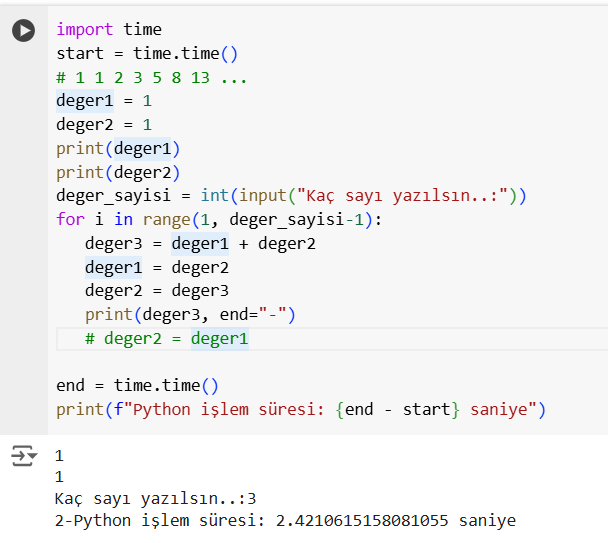 import time
start = time.time()
# 1 1 2 3 5 8 13 ...
deger1 = 1
deger2 = 1
print(deger1)
print(deger2)
deger_sayisi = int(input("Kaç sayı yazılsın..:"))
for i in range(1, deger_sayisi-1):
   deger3 = deger1 + deger2
   deger1 = deger2
   deger2 = deger3
   print(deger3, end="-")
   # deger2 = deger1

end = time.time()
print(f"Python işlem süresi: {end - start} saniye")
1
1
Kaç sayı yazılsın..:3
2-Python işlem süresi: 2.4210615158081055 saniye